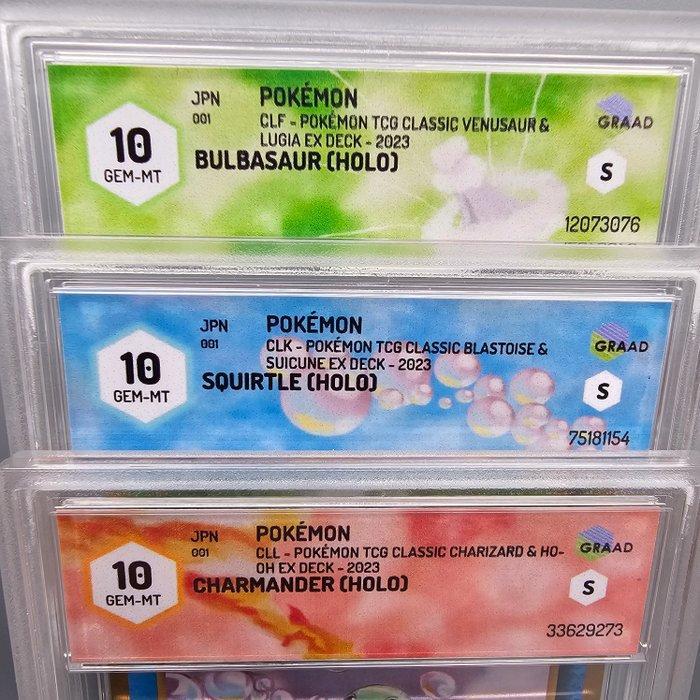 10
GEM-MT
JPN
001
POKÉMON
CLF - POKÉMON TCG CLASSIC VENUSAUR &
LUGIA EX DECK - 2023
BULBASAUR (HOLO)
GRAAD
S
12073076
10
GEM-MT
JPN
001
POKÉMON
CLK - POKÉMON TCG CLASSIC BLASTOISE &
SUICUNE EX DECK - 2023
SQUIRTLE (HOLO)
GRAAD
S
75181154
10
GEM-MT
JPN
001
POKÉMON
CLL - POKÉMON TCG CLASSIC CHARIZARD & HO-
OH EX DECK - 2023
CHARMANDER (HOLO)
GRAAD
S
33629273